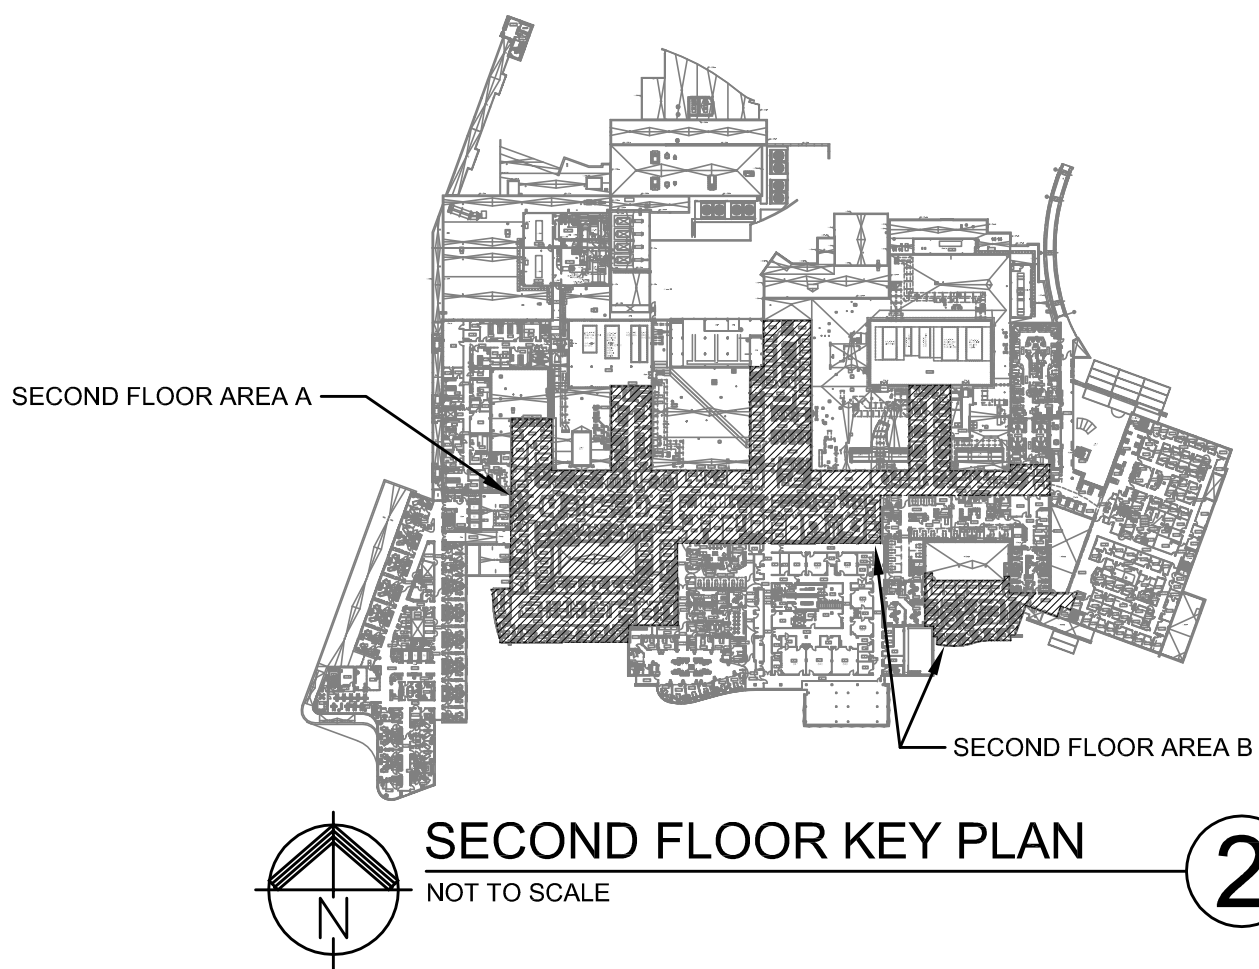 SECOND FLOOR AREA A
SECOND FLOOR AREA B
SECOND FLOOR KEY PLAN
2
NOT TO SCALE
N